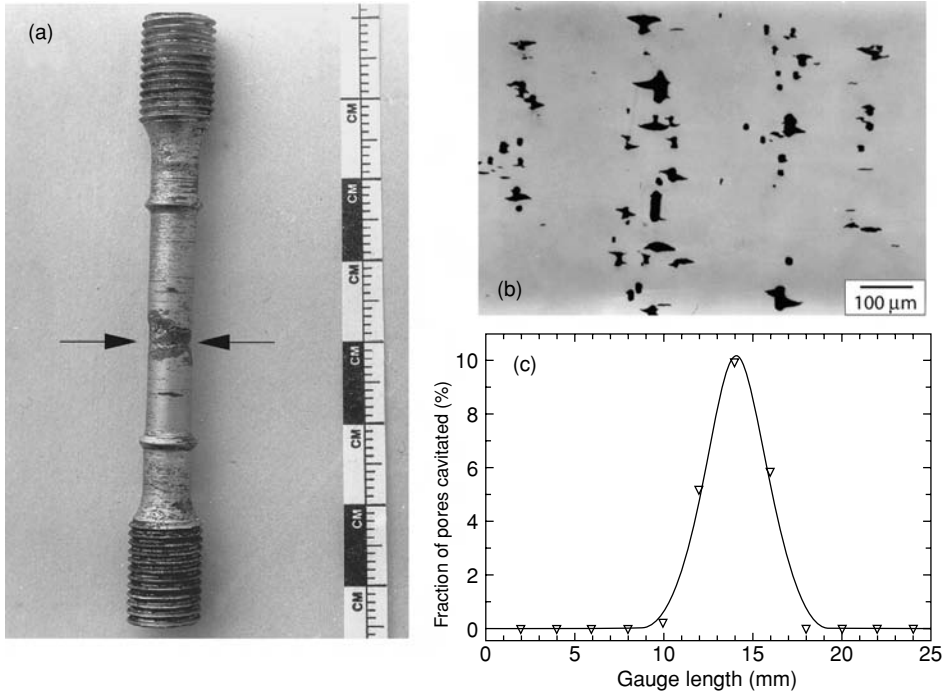 (a)
CM
CM
CM
CM
CM
CM
CM
(b)
100 μm
(c)
Fraction of pores cavitated (%)
10
8
6
4
2
0
0 5 10 15 20 25
Gauge length (mm)